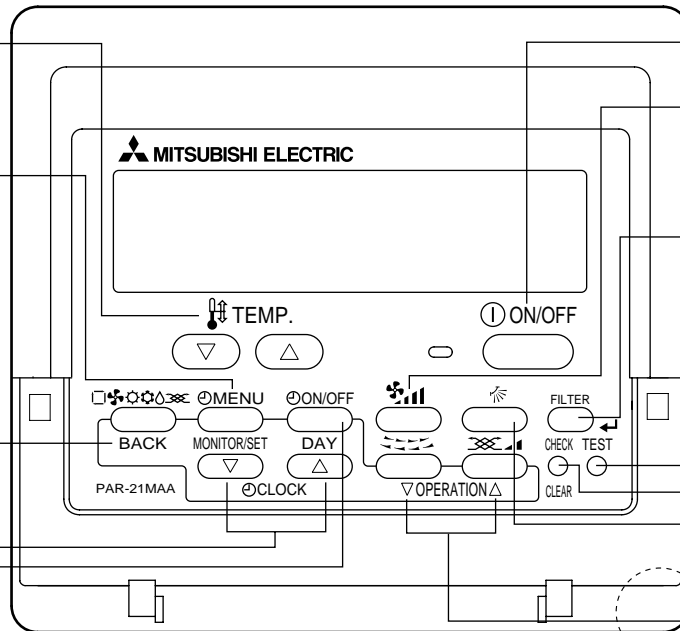 MITSUBISHI ELECTRIC
TEMP.
ON/OFF
MENU
ON/OFF
FILTER
BACK
MONITOR/SET
DAY
CHECK
TEST
PAR-21MAA
CLOCK
▽OPERATION△
CLEAR